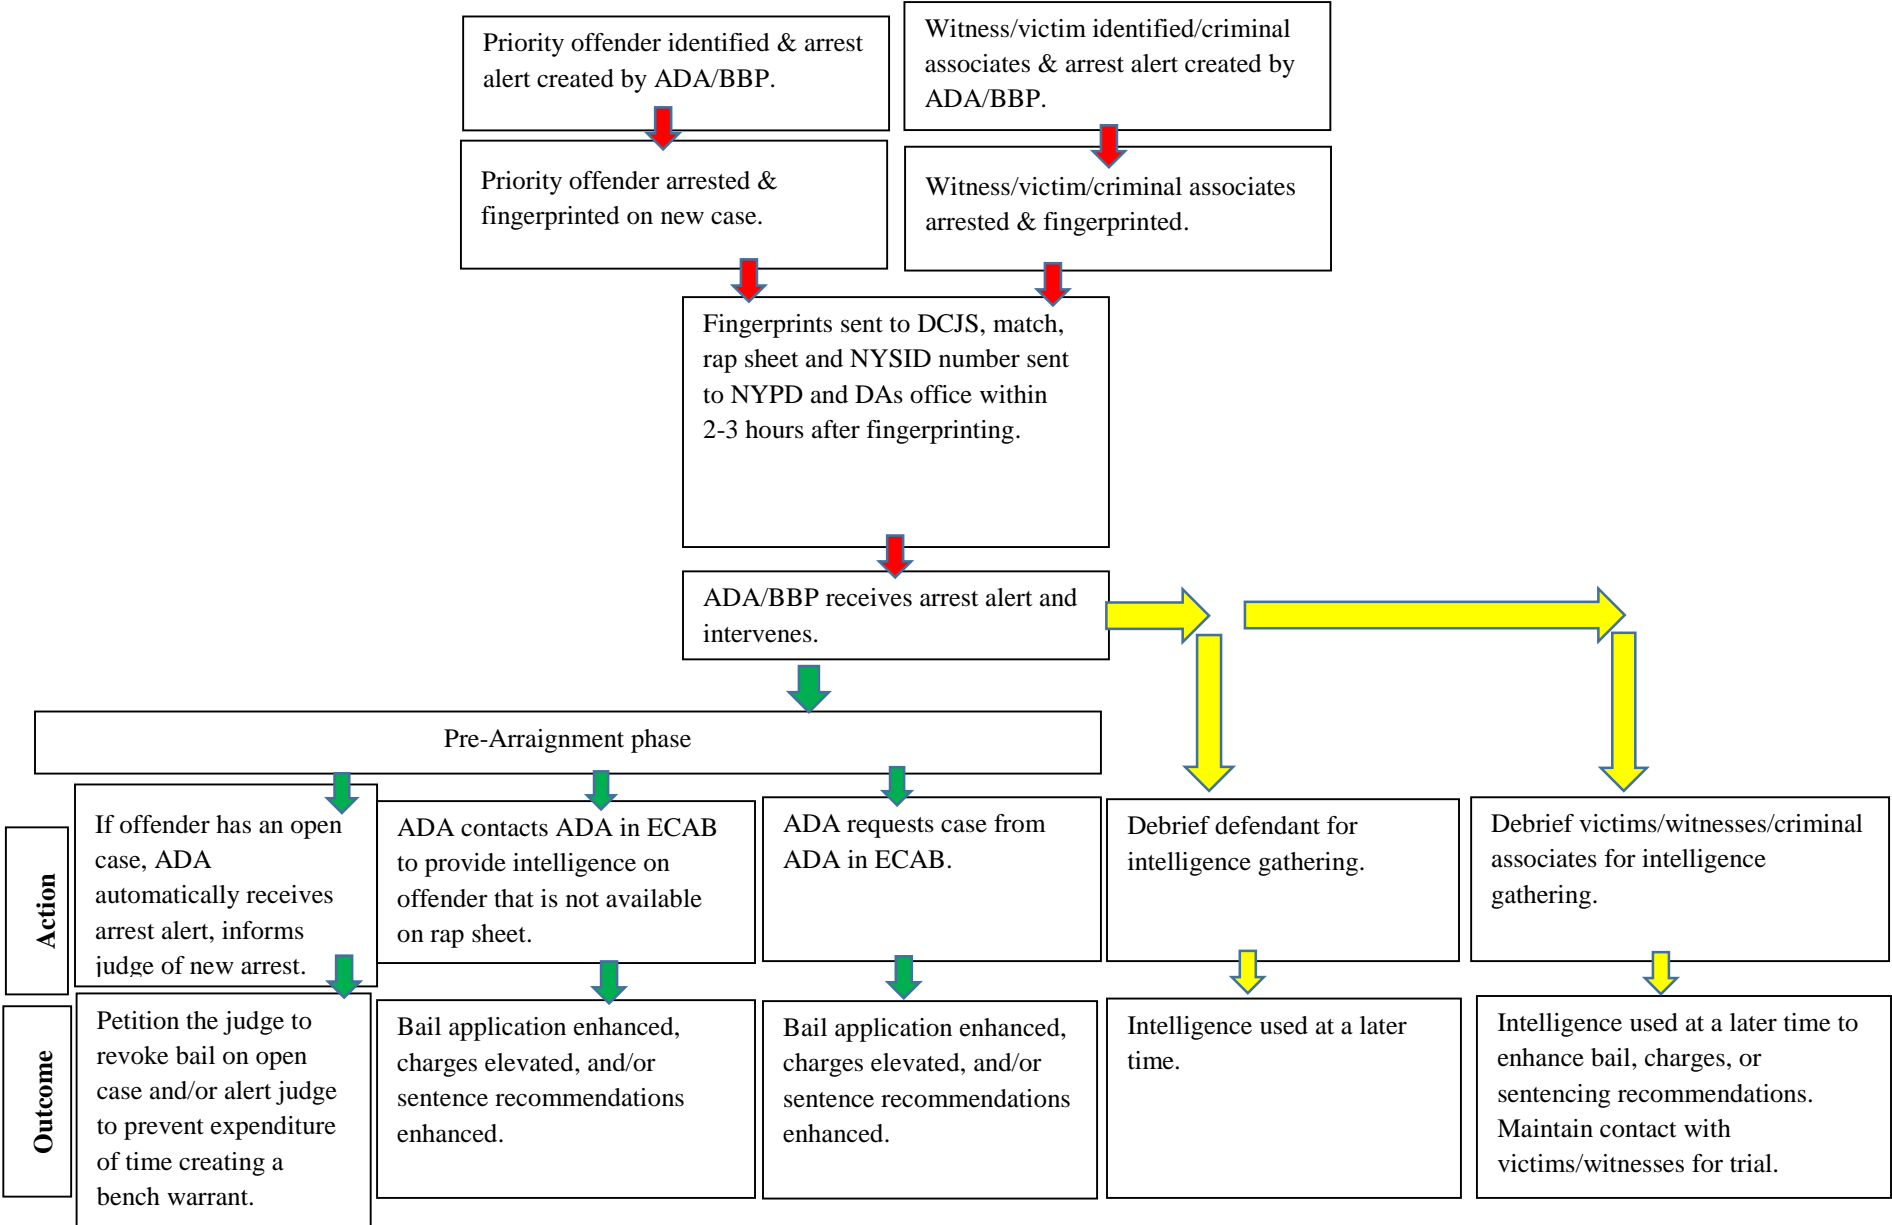 Priority offender identified & arrest
alert created by ADA/BBP.
Witness/victim identified/criminal
associates & arrest alert created by
ADA/BBP.
Priority offender arrested &
fingerprinted on new case.
Witness/victim/criminal associates
arrested & fingerprinted.
Fingerprints sent to DCJS, match,
rap sheet and NYSID number sent
to NYPD and DAs office within
2-3 hours after fingerprinting.
ADA/BBP receives arrest alert and
intervenes.
Pre-Arraignment phase
Action
If offender has an open
case, ADA
automatically receives
arrest alert, informs
judge of new arrest.
ADA contacts ADA in ECAB
to provide intelligence on
offender that is not available
on rap sheet.
ADA requests case from
ADA in ECAB.
Debrief defendant for
intelligence gathering.
Debrief victims/witnesses/criminal
associates for intelligence
gathering.
Outcome
Petition the judge to
revoke bail on open
case and/or alert judge
to prevent expenditure
of time creating a
bench warrant.
Bail application enhanced,
charges elevated, and/or
sentence recommendations
enhanced.
Bail application enhanced,
charges elevated, and/or
sentence recommendations
enhanced.
Intelligence used at a later
time.
Intelligence used at a later time to
enhance bail, charges, or
sentencing recommendations.
Maintain contact with
victims/witnesses for trial.